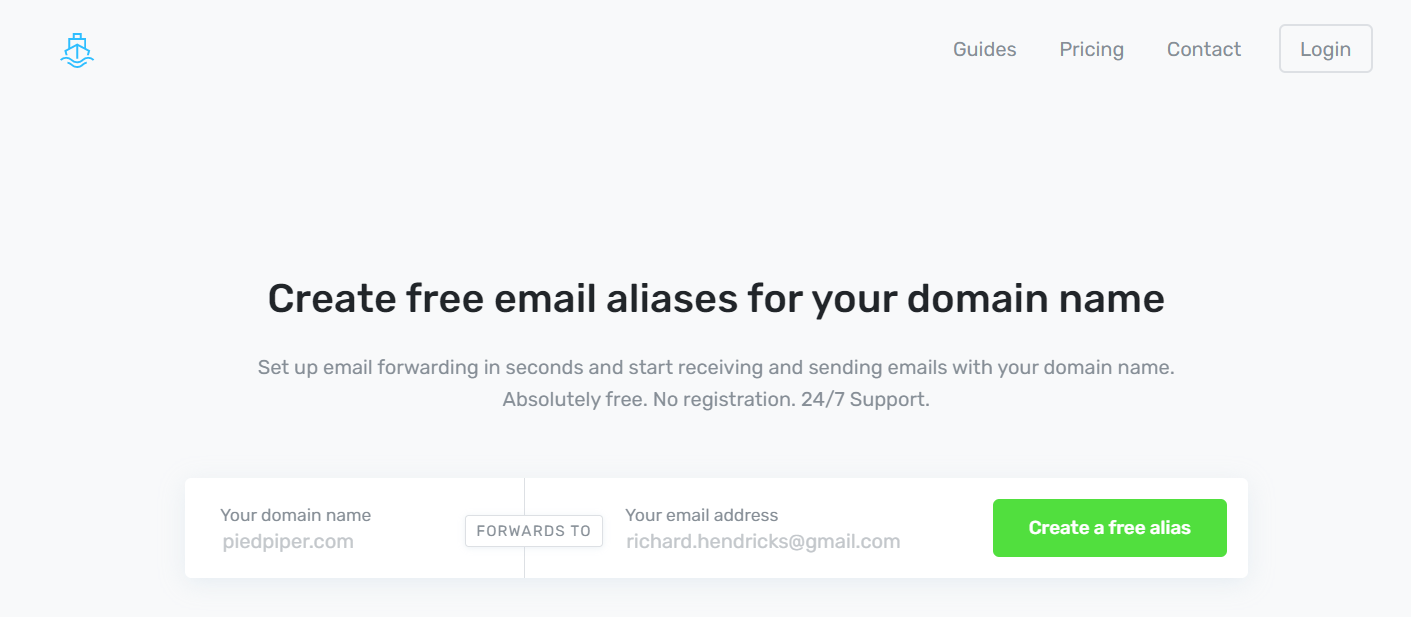 Guides Pricing Contact Login
Create free email aliases for your domain name
Set up email forwarding in seconds and start receiving and sending emails with your domain name.
Absolutely free. No registration. 24/7 Support.
Your domain name
piedpiper.com
FORWARDS TO
Your email address
richard.hendricks@gmail.com
Create a free alias